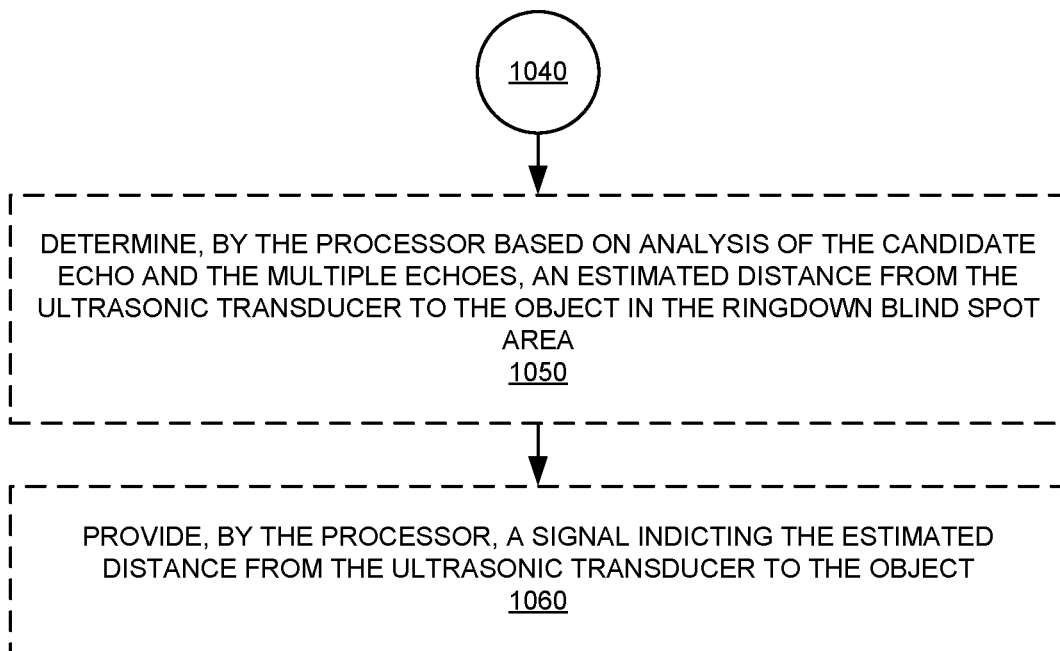 1040
DETERMINE, BY THE PROCESSOR BASED ON ANALYSIS OF THE CANDIDATE
ECHO AND THE MULTIPLE ECHOES, AN ESTIMATED DISTANCE FROM THE
ULTRASONIC TRANSDUCER TO THE OBJECT IN THE RINGDOWN BLIND SPOT
AREA
1050
PROVIDE, BY THE PROCESSOR, A SIGNAL INDICTING THE ESTIMATED
DISTANCE FROM THE ULTRASONIC TRANSDUCER TO THE OBJECT
1060